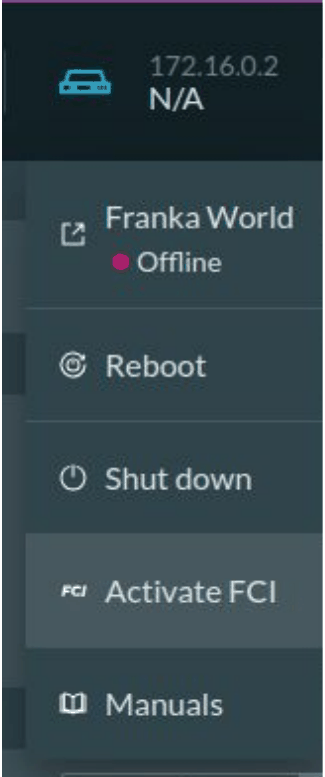 172.16.0.2
N/A
Franka World
Offline
Reboot
Shut down
FCI Activate FCI
Manuals